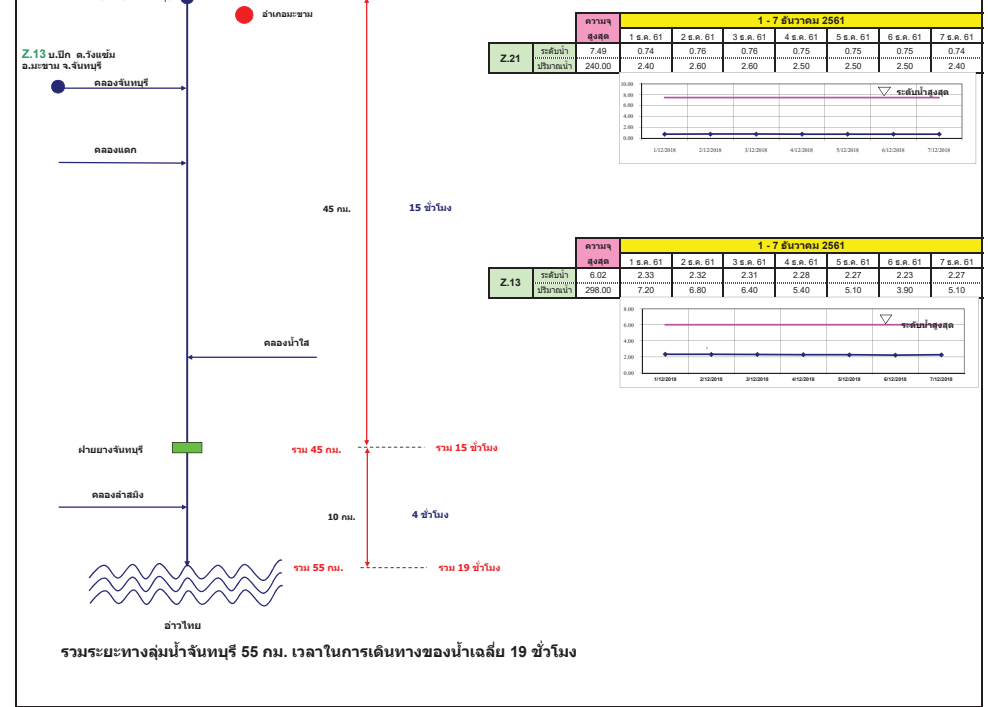 อำเภอมะขาม
Z.13 บ.ปึก ต.วังแซ้ม
อ.มะขาม จ.จันทบุรี
คลองจันทบุรี
คลองแตก
45 กม. 15 ชั่วโมง
คลองน้ำใส
ฝายยางจันทบุรี รวม 45 กม. รวม 15 ชั่วโมง
คลองลำสมิง
10 กม. 4 ชั่วโมง
รวม 55 กม. รวม 19 ชั่วโมง
อ่าวไทย
รวมระยะทางลุ่มน้ำจันทบุรี 55 กม. เวลาในการเดินทางของน้ำเฉลี่ย 19 ชั่วโมง
ความจุ 1 - 7 ธันวาคม 2561
สูงสุด 1 ธ.ค. 61 2 ธ.ค. 61 3 ธ.ค. 61 4 ธ.ค. 61 5 ธ.ค. 61 6 ธ.ค. 61 7 ธ.ค. 61
Z.21 ระดับน้ำ 7.49 0.74 0.76 0.76 0.75 0.75 0.75 0.74
ปริมาณน้ำ 240.00 2.40 2.60 2.60 2.50 2.50 2.50 2.40
10.00
8.00
6.00
4.00
2.00
0.00
ระดับน้ำสูงสุด
1/12/2018 2/12/2018 3/12/2018 4/12/2018 5/12/2018 6/12/2018 7/12/2018
ความจุ 1 - 7 ธันวาคม 2561
สูงสุด 1 ธ.ค. 61 2 ธ.ค. 61 3 ธ.ค. 61 4 ธ.ค. 61 5 ธ.ค. 61 6 ธ.ค. 61 7 ธ.ค. 61
Z.13 ระดับน้ำ 6.02 2.33 2.32 2.31 2.28 2.27 2.23 2.27
ปริมาณน้ำ 298.00 7.20 6.80 6.40 5.40 5.10 3.90 5.10
8.00
6.00
4.00
2.00
0.00
ระดับน้ำสูงสุด
1/12/2018 2/12/2018 3/12/2018 4/12/2018 5/12/2018 6/12/2018 7/12/2018